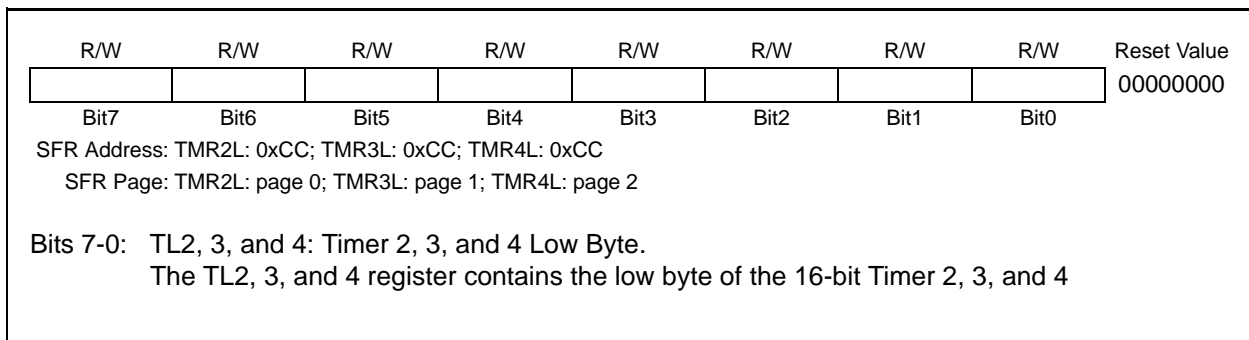 R/W R/W R/W R/W R/W R/W R/W R/W Reset Value
00000000
Bit7 Bit6 Bit5 Bit4 Bit3 Bit2 Bit1 Bit0
SFR Address: TMR2L: 0xCC; TMR3L: 0xCC; TMR4L: 0xCC
SFR Page: TMR2L: page 0; TMR3L: page 1; TMR4L: page 2
Bits 7-0: TL2, 3, and 4: Timer 2, 3, and 4 Low Byte.
The TL2, 3, and 4 register contains the low byte of the 16-bit Timer 2, 3, and 4